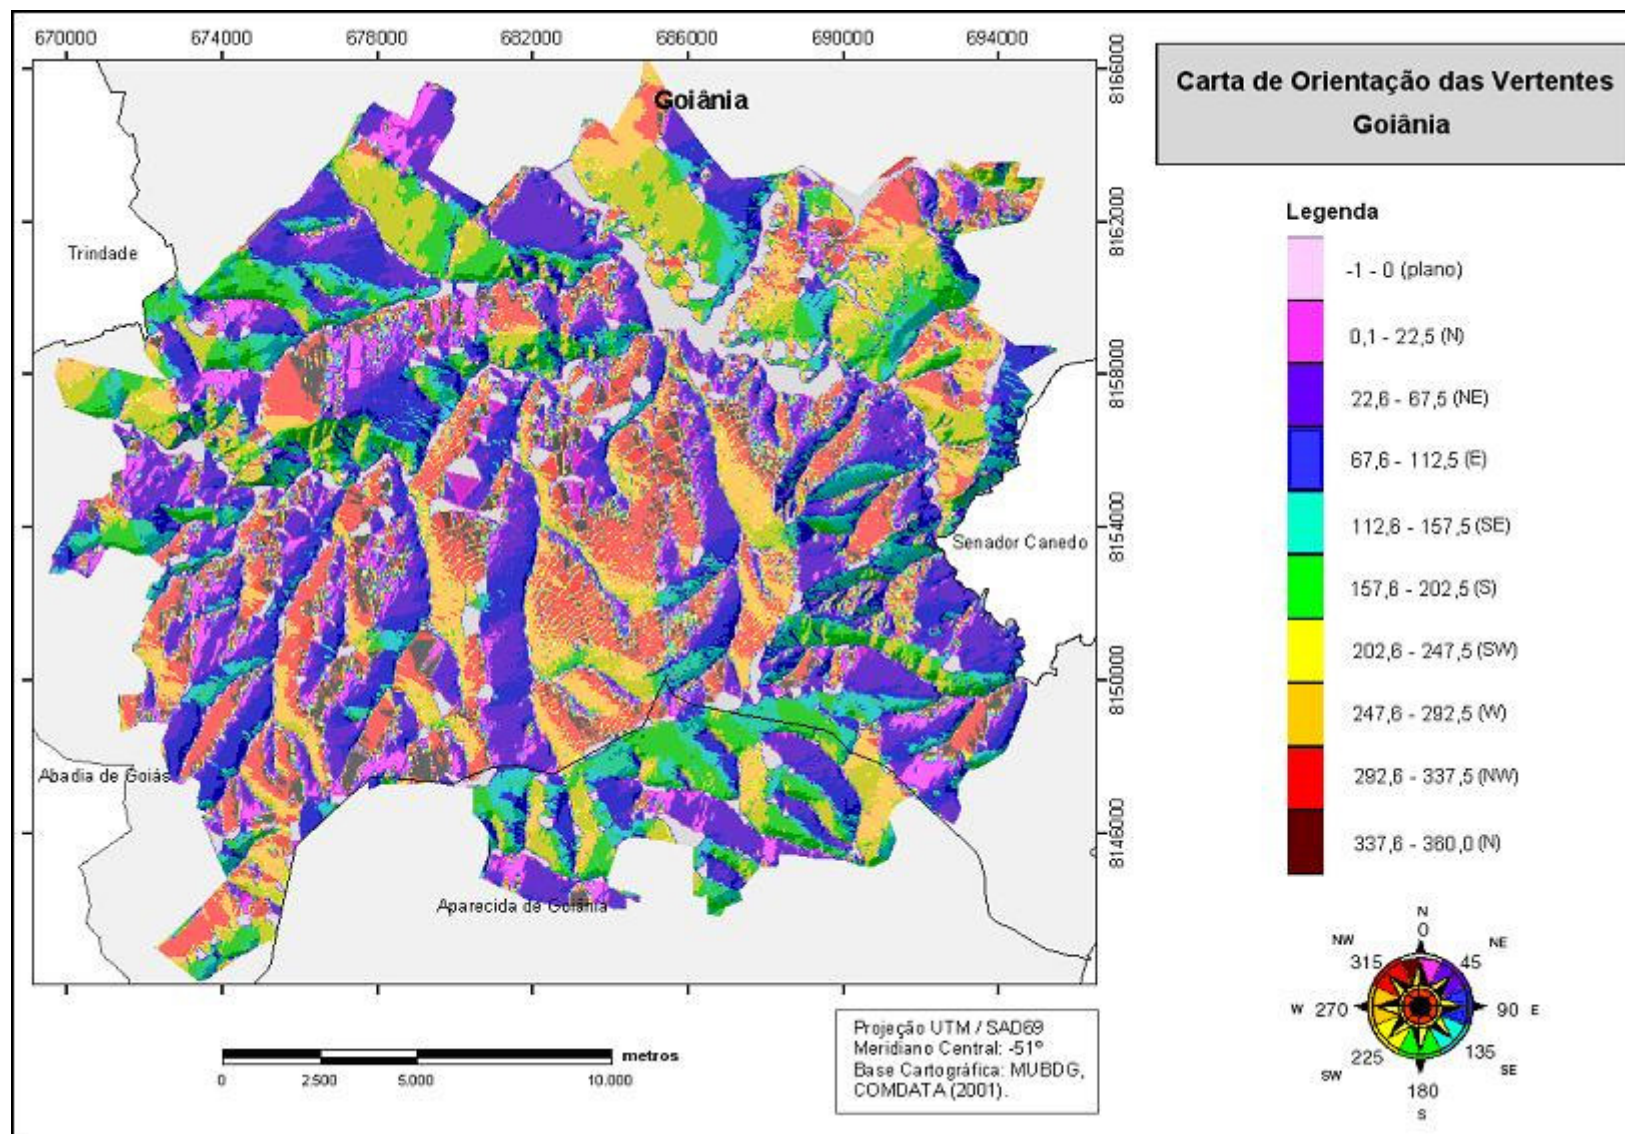 670000 674000 678000 682000 686000 690000 694000
8166000
8162000
8158000
8154000
8150000
8146000
Goiânia
Trindade
Senador Canedo
Abadia de Goiás
Aparecida de Goiânia
Carta de Orientação das Vertentes
Goiânia
Legenda
-1 - 0 (plano)
0,1 - 22,5 (N)
22,6 - 67,5 (NE)
67,6 - 112,5 (E)
112,6 - 157,5 (SE)
157,6 - 202,5 (S)
202,6 - 247,5 (SW)
247,6 - 292,5 (W)
292,6 - 337,5 (NW)
337,6 - 360,0 (N)
N
0
NW NE
315 45
W 270 90 E
225 135
SW SE
180
S
metros
0 2.500 5.000 10.000
Projeção UTM / SAD69
Meridiano Central: -51º
Base Cartográfica: MUBDG,
COMDATA (2001).